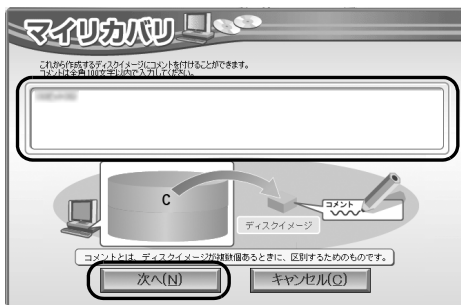 マイリカバリ
これから作成するディスクイメージにコメントを付けることができます。
コメントは全角100文字以内で入力してください。
C
コメント
ディスクイメージ
コメントとは、ディスクイメージが複数個あるときに、区別するためのものです。
次へ(N)
キャンセル(C)